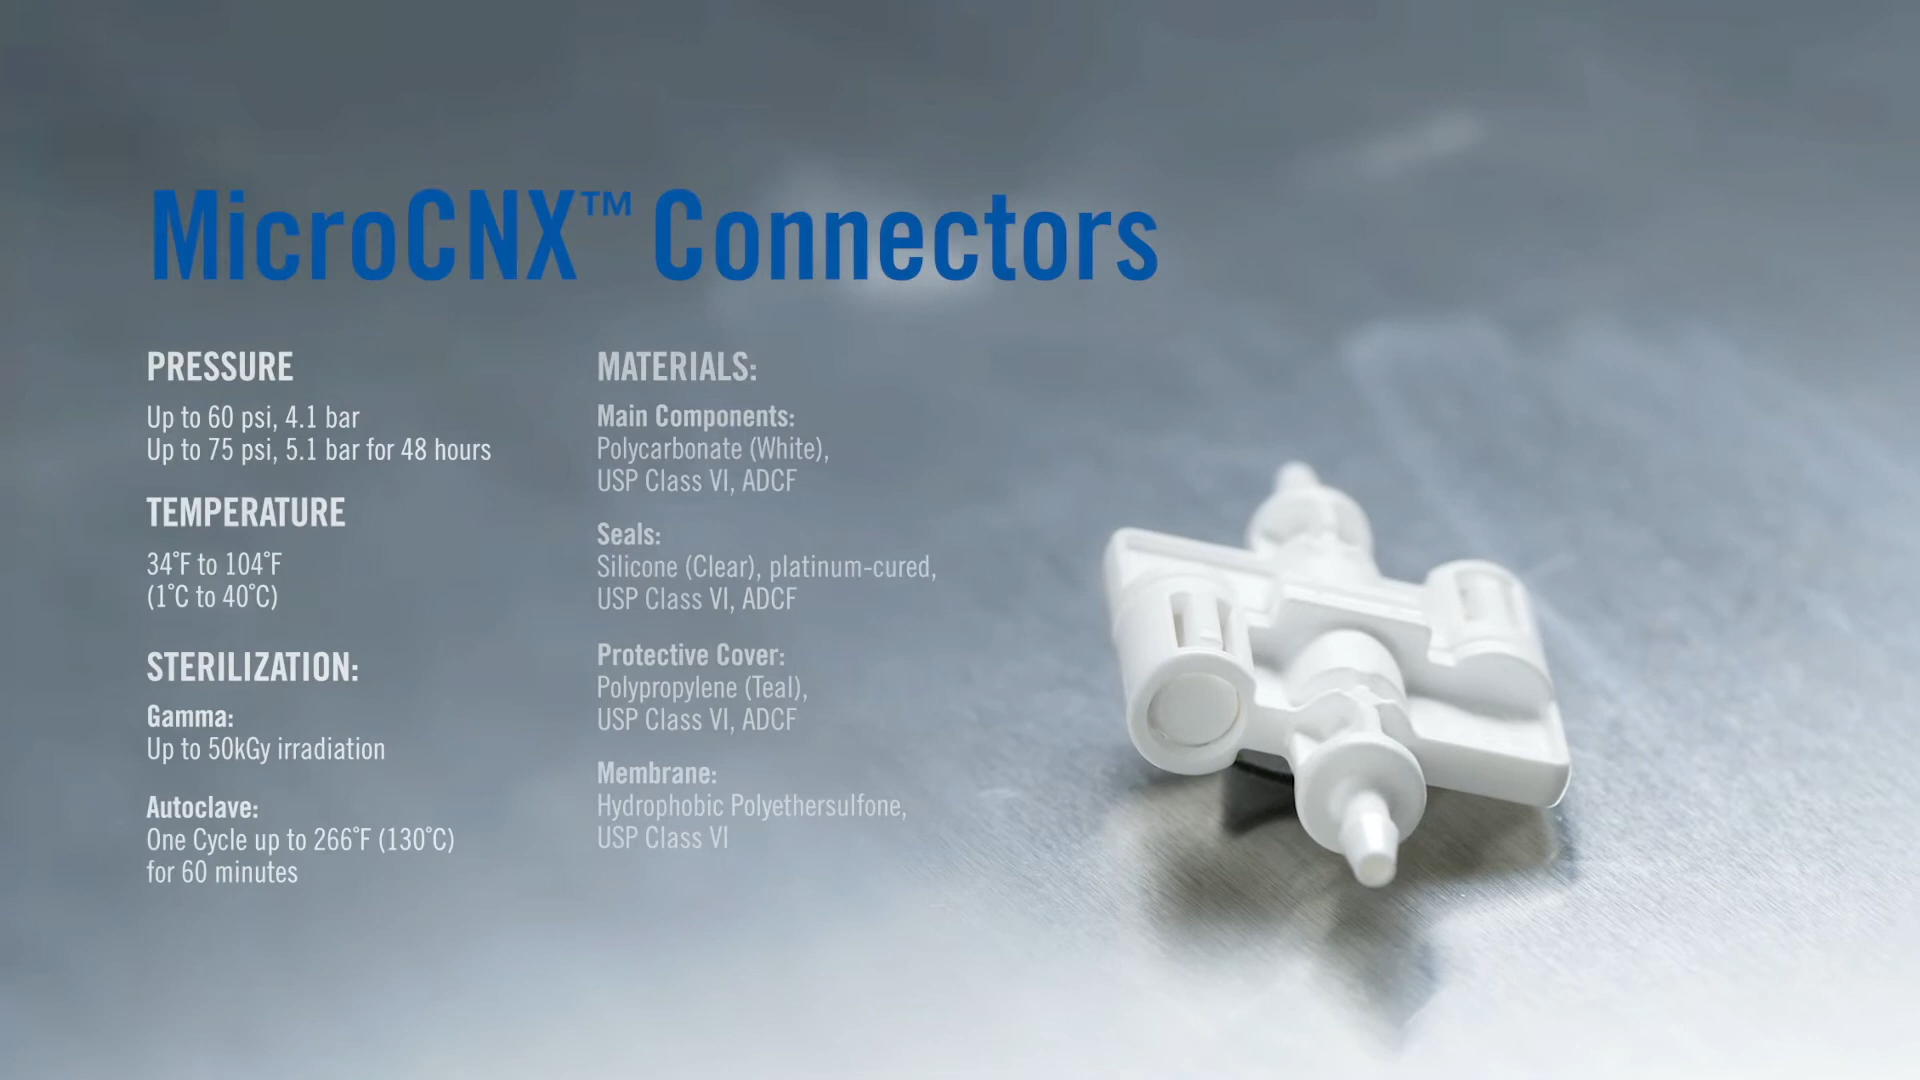 MicroCNX™ Connectors
PRESSURE
Up to 60 psi, 4.1 bar
Up to 75 psi, 5.1 bar for 48 hours
TEMPERATURE
34°F to 104°F
(1°C to 40°C)
STERILIZATION:
Gamma:
Up to 50kGy irradiation
Autoclave:
One Cycle up to 266°F (130°C)
for 60 minutes
MATERIALS:
Main Components:
Polycarbonate (White),
USP Class VI, ADCF
Seals:
Silicone (Clear), platinum-cured,
USP Class VI, ADCF
Protective Cover:
Polypropylene (Teal),
USP Class VI, ADCF
Membrane:
Hydrophobic Polyethersulfone,
USP Class VI